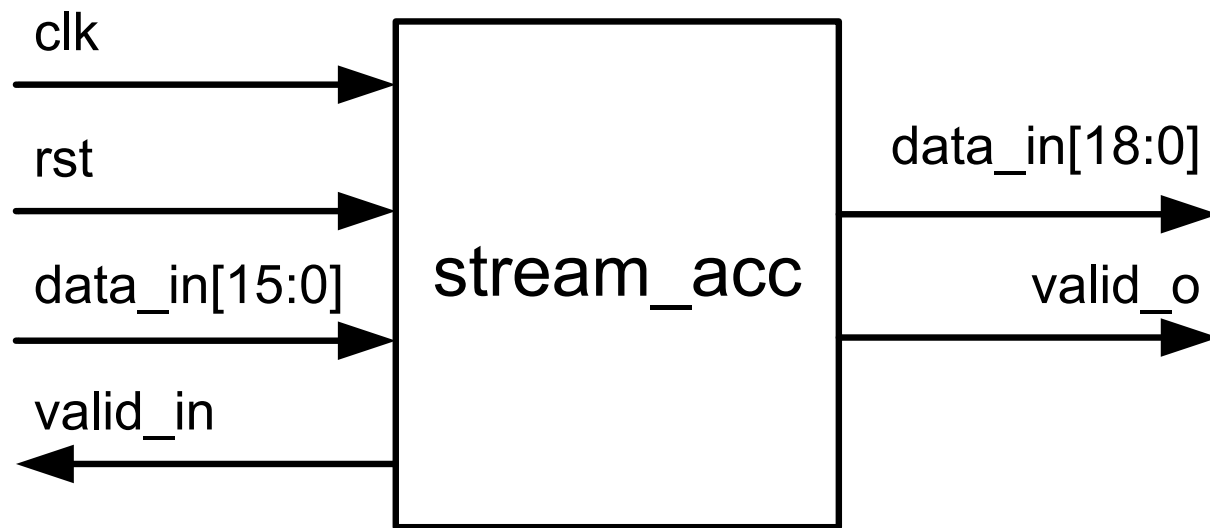 clk
rst
data_in[15:0]
valid_in
stream_acc
data_in[18:0]
valid_o